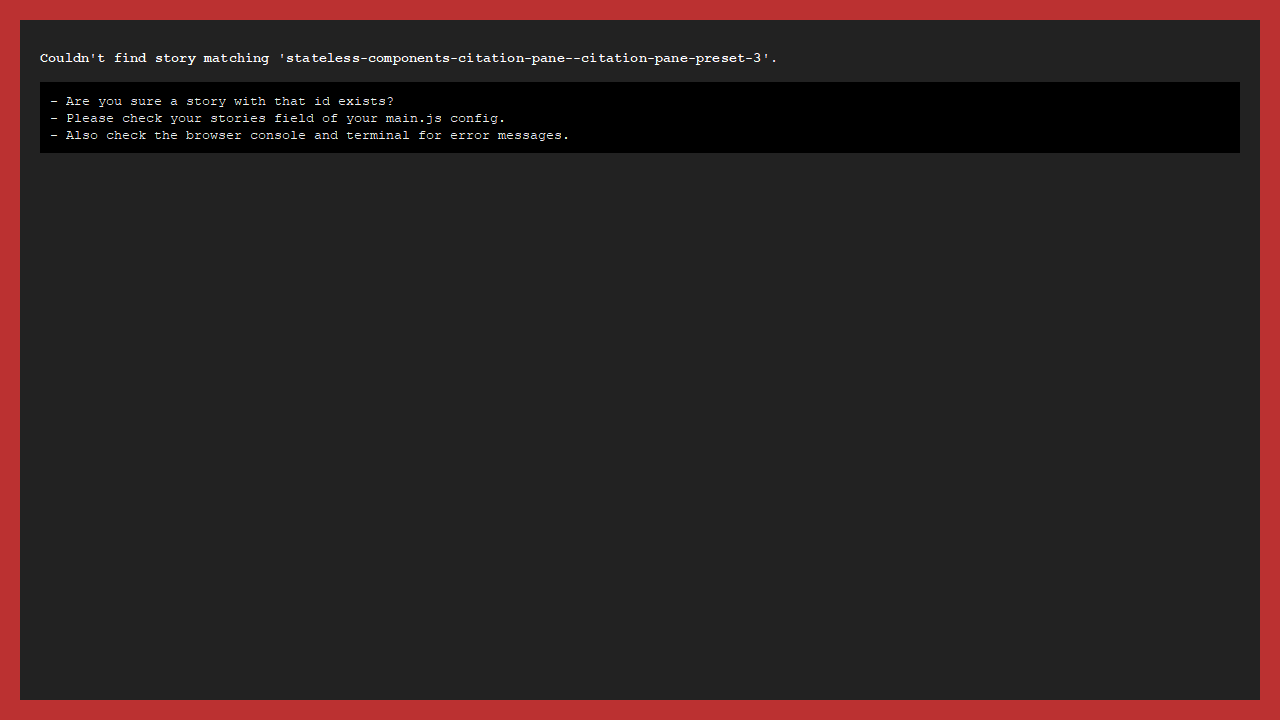 Couldn't find story matching 'stateless-components-citation-pane--citation-pane-preset-3'.
- Are you sure a story with that id exists?
- Please check your stories field of your main.js config.
- Also check the browser console and terminal for error messages.